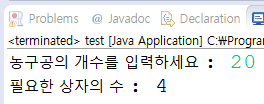 Problems @ Javadoc Declaration
<terminated> test [Java Application] C:₩Program
농구공의 개수를 입력하세요 : 20
필요한 상자의 수 : 4